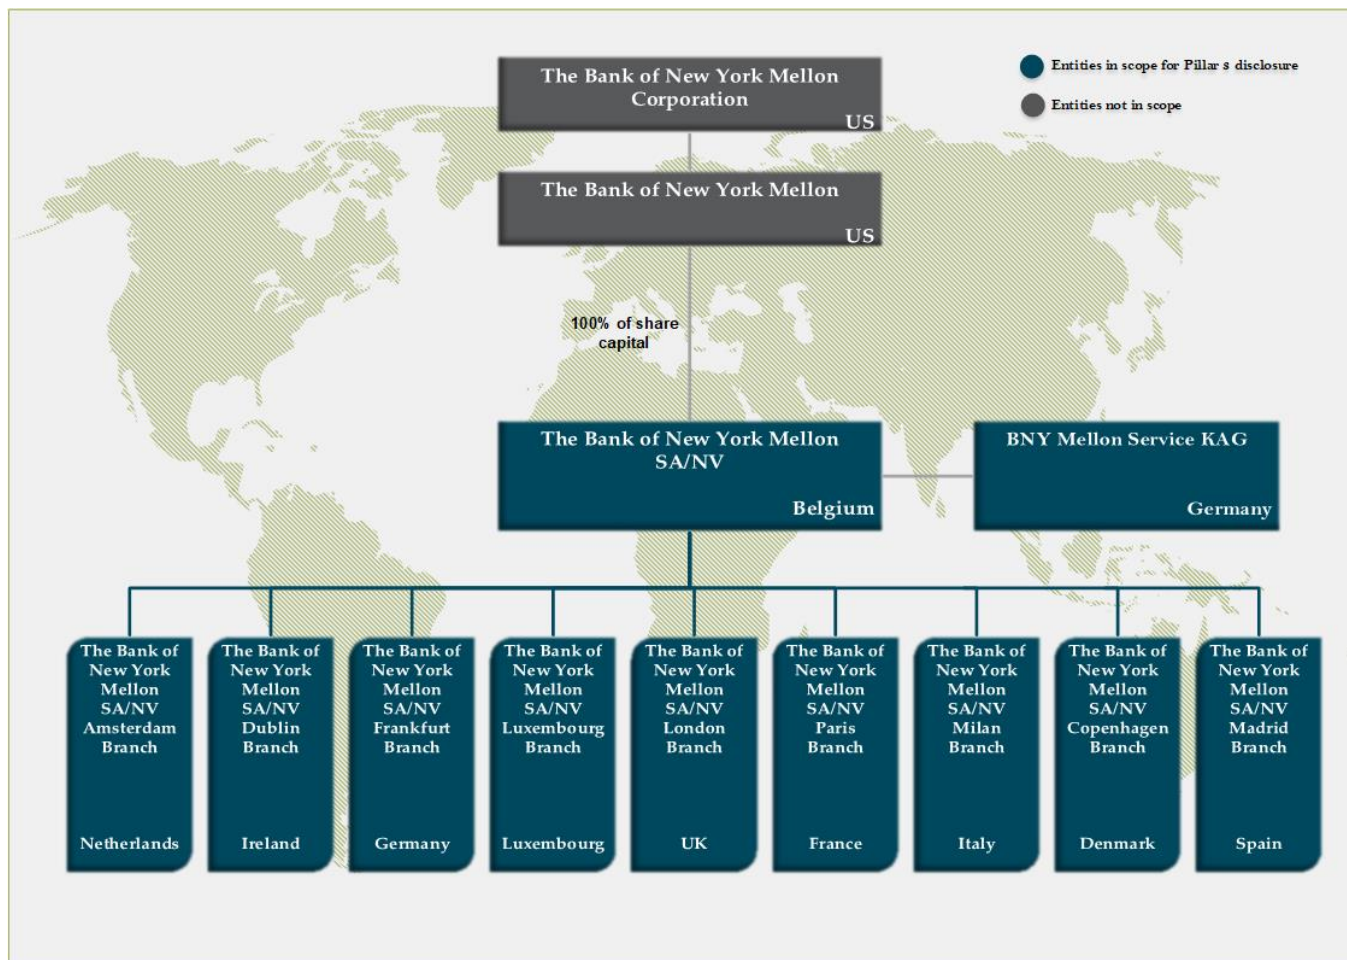 The Bank of New York Mellon
Corporation
US
Entities in scope for Pillar 3 disclosure
Entities not in scope
The Bank of New York Mellon
US
100% of share
capital
The Bank of New York Mellon
SA/NV
Belgium
BNY Mellon Service KAG
Germany
The Bank of
New York
Mellon
SA/NV
Amsterdam
Branch
Netherlands
The Bank of
New York
Mellon
SA/NV
Dublin
Branch
Ireland
The Bank of
New York
Mellon
SA/NV
Frankfurt
Branch
Germany
The Bank of
New York
Mellon
SA/NV
Luxembourg
Branch
Luxembourg
The Bank of
New York
Mellon
SA/NV
London
Branch
UK
The Bank of
New York
Mellon
SA/NV
Paris
Branch
France
The Bank of
New York
Mellon
SA/NV
Milan
Branch
Italy
The Bank of
New York
Mellon
SA/NV
Copenhagen
Branch
Denmark
The Bank of
New York
Mellon
SA/NV
Madrid
Branch
Spain